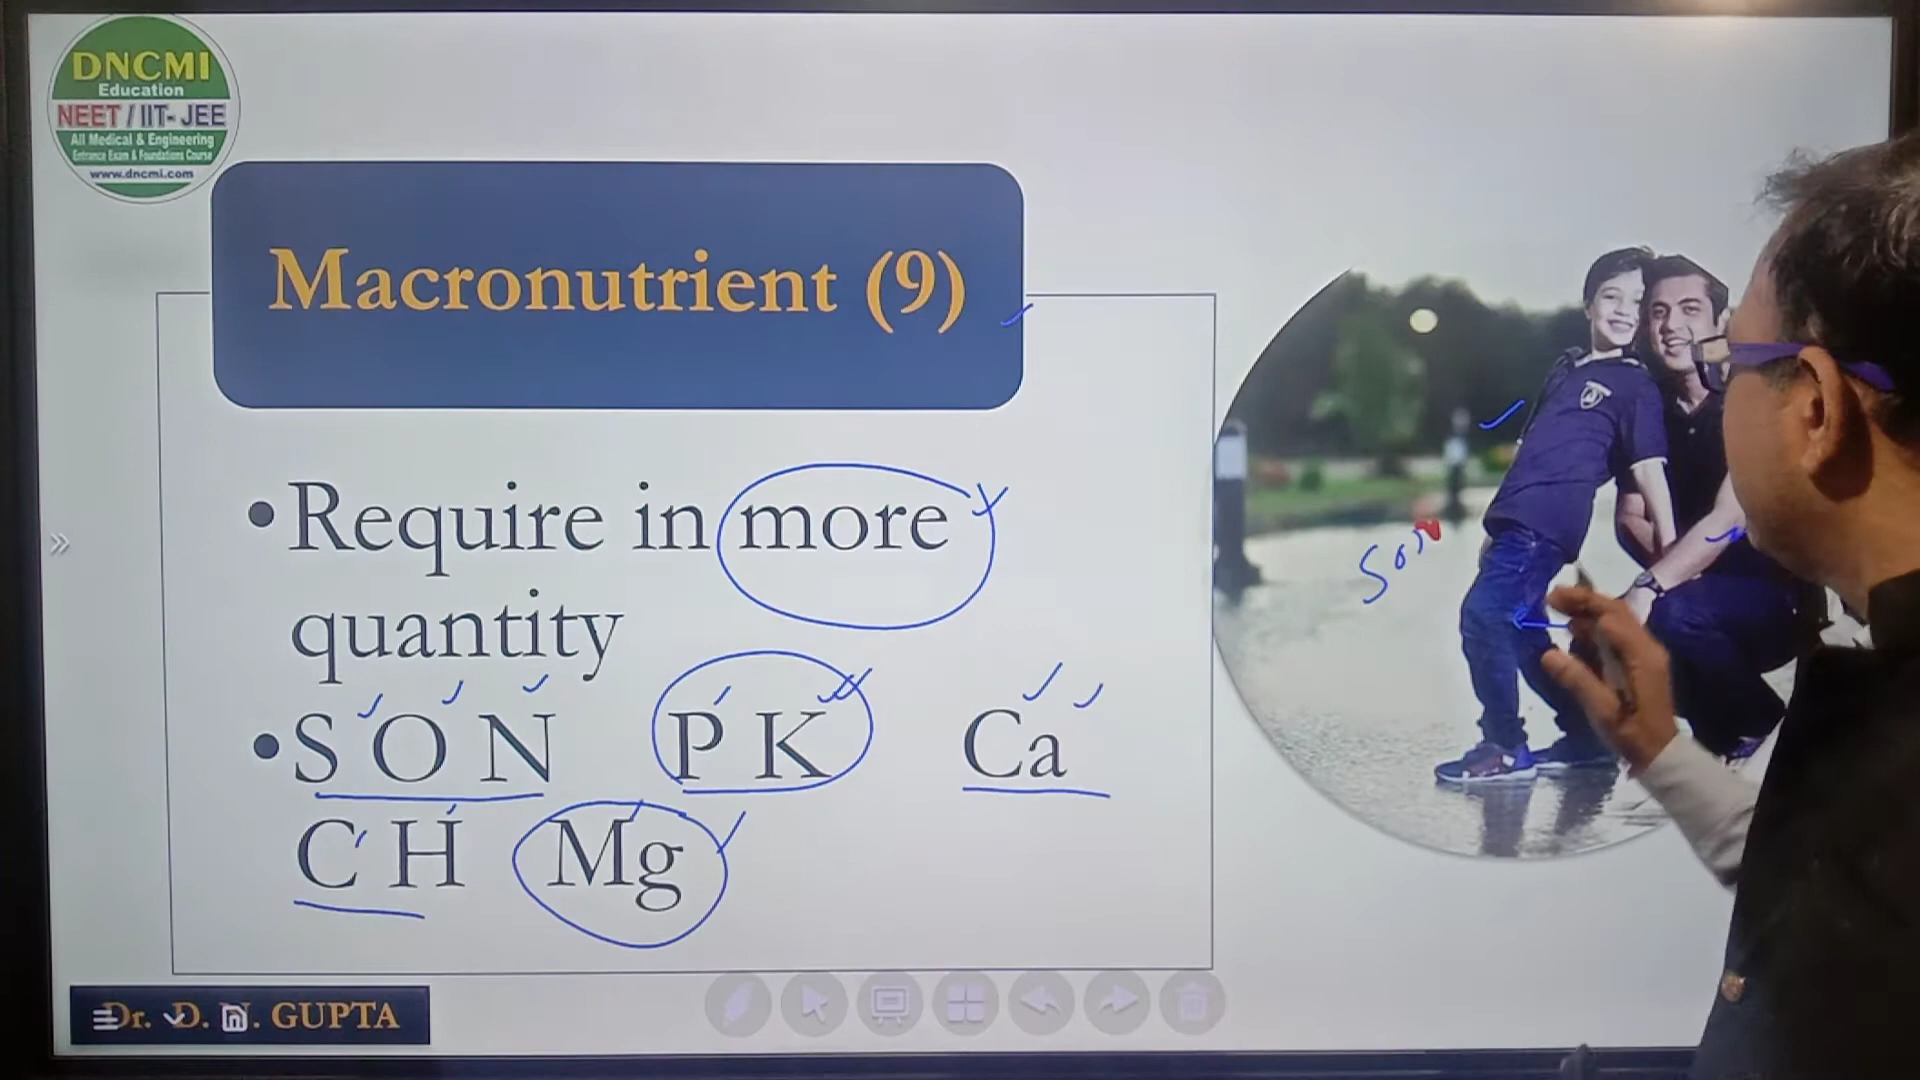 DNCMI
Education
NEET / IIT-JEE
All Medical & Engineering
Entrance Exam & Foundations Course
www.dncmi.com
Macronutrient (9)
•Require in more
quantity
•S O N P K Ca
C H Mg
Son
Dr. D. N. GUPTA